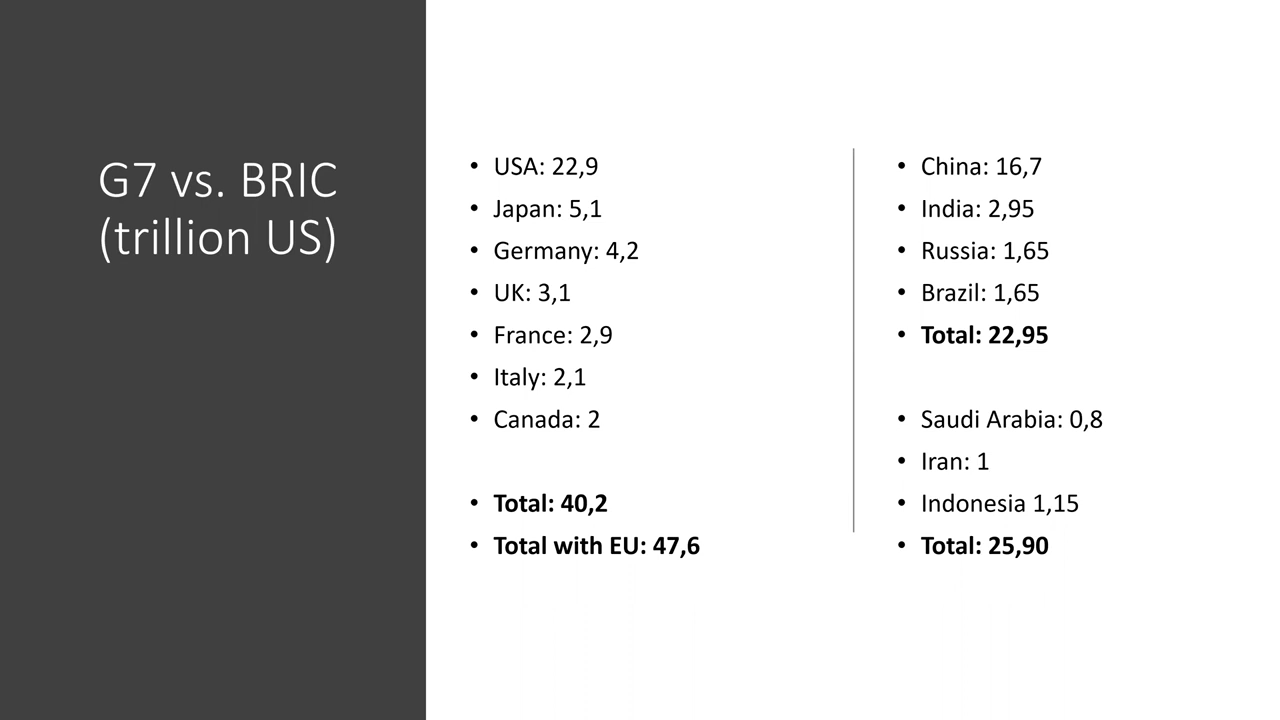 G7 vs. BRIC
(trillion US)
• USA: 22,9
• Japan: 5,1
• Germany: 4,2
• UK: 3,1
• France: 2,9
• Italy: 2,1
• Canada: 2
• Total: 40,2
• Total with EU: 47,6
• China: 16,7
• India: 2,95
• Russia: 1,65
• Brazil: 1,65
• Total: 22,95
• Saudi Arabia: 0,8
• Iran: 1
• Indonesia 1,15
• Total: 25,90